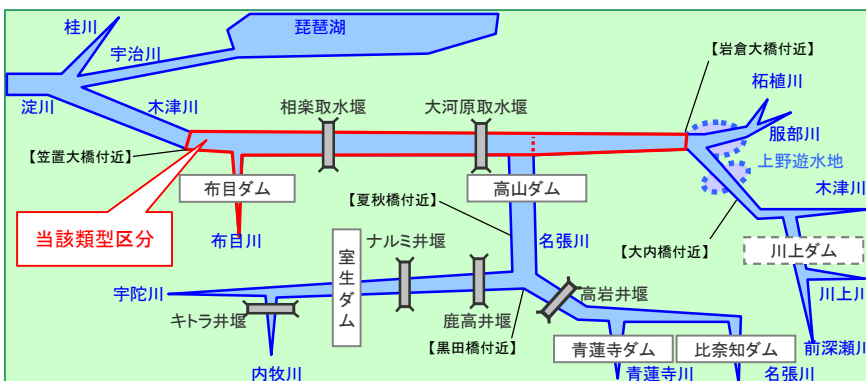 桂川
宇治川
琵琶湖
【岩倉大橋付近】
柘植川
淀川
木津川
相楽取水堰
大河原取水堰
服部川
【笠置大橋付近】
上野遊水地
布目ダム
高山ダム
木津川
【夏秋橋付近】
当該類型区分
布目川
ナルミ井堰
名張川
【大内橋付近】
川上ダム
室生ダム
宇陀川
高岩井堰
川上川
キトラ井堰
鹿高井堰
【黒田橋付近】
青蓮寺ダム
比奈知ダム
前深瀬川
内牧川
青蓮寺川
名張川